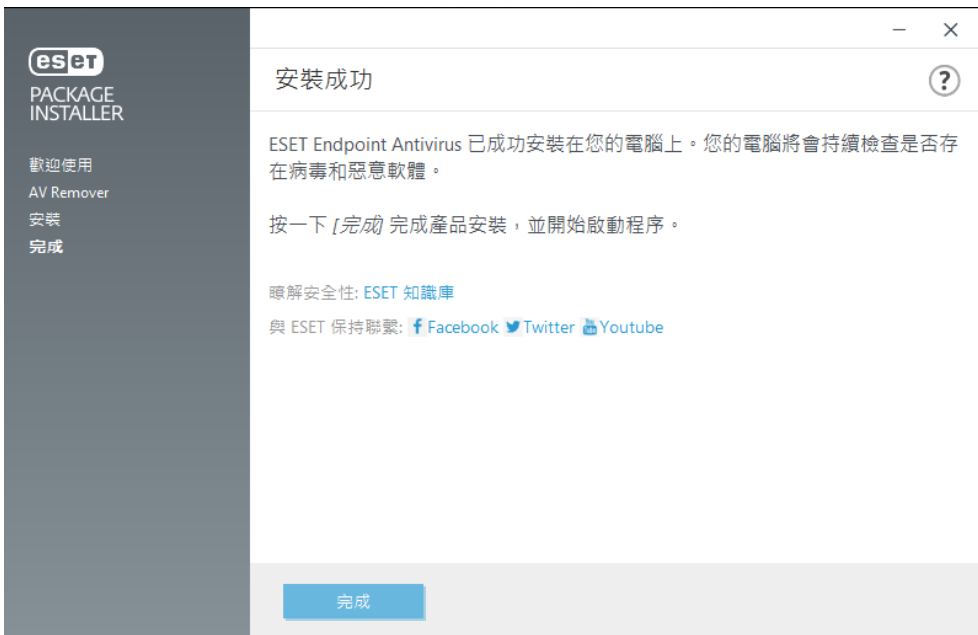 eset
PACKAGE
INSTALLER
歡迎使用
AV Remover
安裝
完成
安裝成功
?
ESET Endpoint Antivirus 已成功安裝在您的電腦上。您的電腦將會持續檢查是否存
在病毒和惡意軟體。
按一下 [完成] 完成產品安裝，並開始啟動程序。
瞭解安全性: ESET 知識庫
與 ESET 保持聯繫: Facebook Twitter Youtube
完成